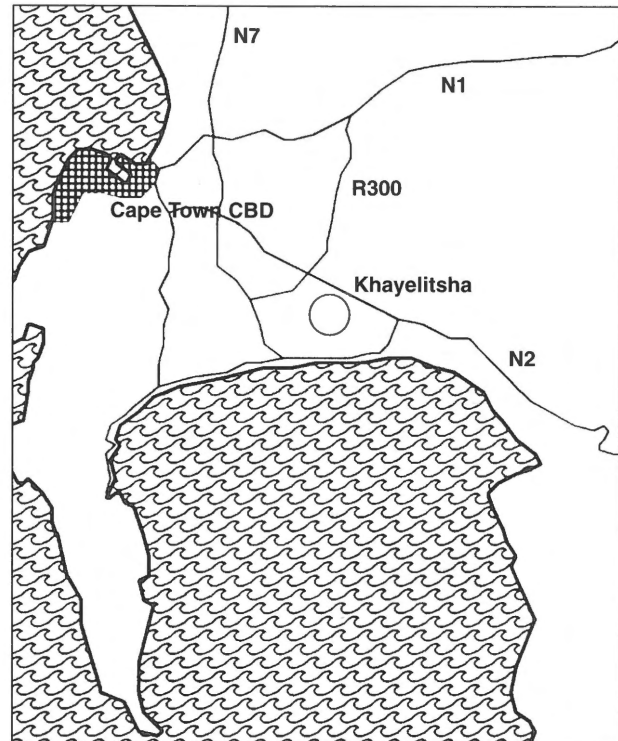 N7
N1
R300
Cape Town CBD
Khayelitsha
N2